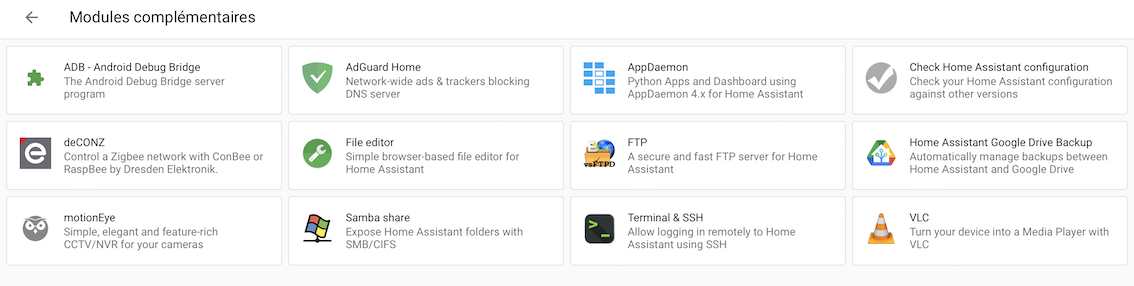 Modules complémentaires
ADB - Android Debug Bridge
The Android Debug Bridge server
program
AdGuard Home
Network-wide ads & trackers blocking
DNS server
AppDaemon
Python Apps and Dashboard using
AppDaemon 4.x for Home Assistant
Check Home Assistant configuration
Check your Home Assistant configuration
against other versions
deCONZ
Control a Zigbee network with ConBee or
RaspBee by Dresden Elektronik.
File editor
Simple browser-based file editor for
Home Assistant
vsFTPD
FTP
A secure and fast FTP server for Home
Assistant
Home Assistant Google Drive Backup
Automatically manage backups between
Home Assistant and Google Drive
motionEye
Simple, elegant and feature-rich
CCTV/NVR for your cameras
Samba share
Expose Home Assistant folders with
SMB/CIFS
Terminal & SSH
Allow logging in remotely to Home
Assistant using SSH
VLC
Turn your device into a Media Player with
VLC